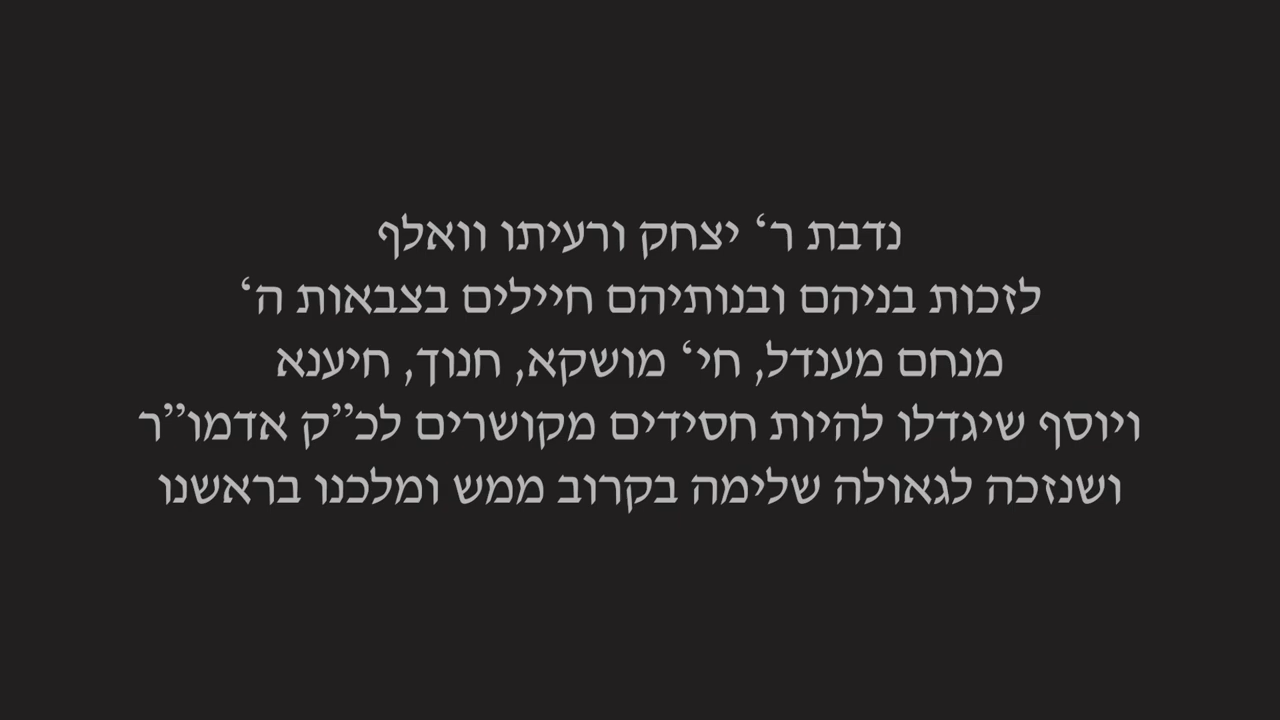 נדבת ר‘ יצחק ורעיתו וואלף
לזכות בניהם ובנותיהם חיילים בצבאות ה‘
מנחם מענדל, חי‘ מושקא, חנוך, חיענא
ויוסף שיגדלו להיות חסידים מקושרים לכ”ק אדמו”ר
ושנזכה לגאולה שלימה בקרוב ממש ומלכנו בראשנו